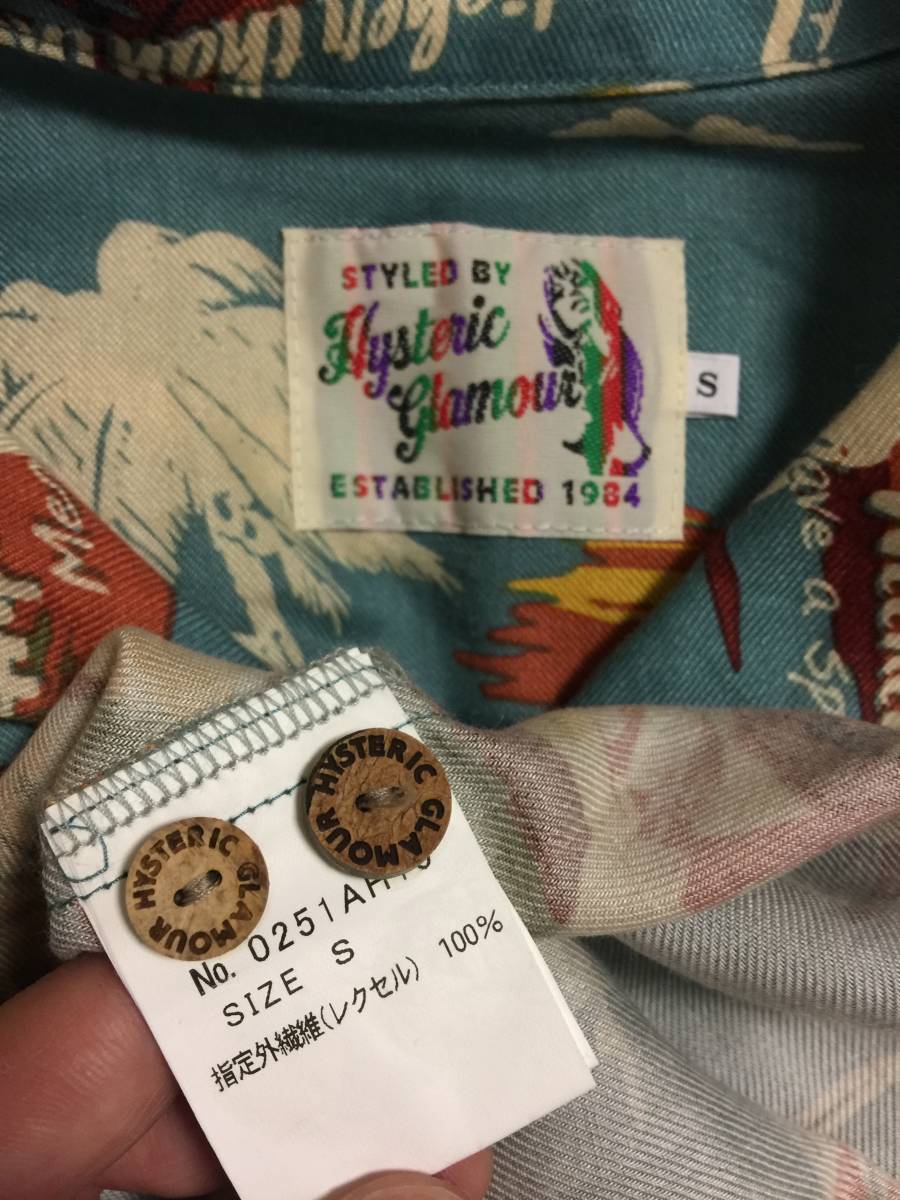 STYLED BY
Hysteric
Glamour
ESTABLISHED 1984
S
Me
a
HYSTERIC GLAMOUR
HYSTERIC GLAMOUR
No. 0251AH
SIZE S
指定外繊維(レクセル) 100%